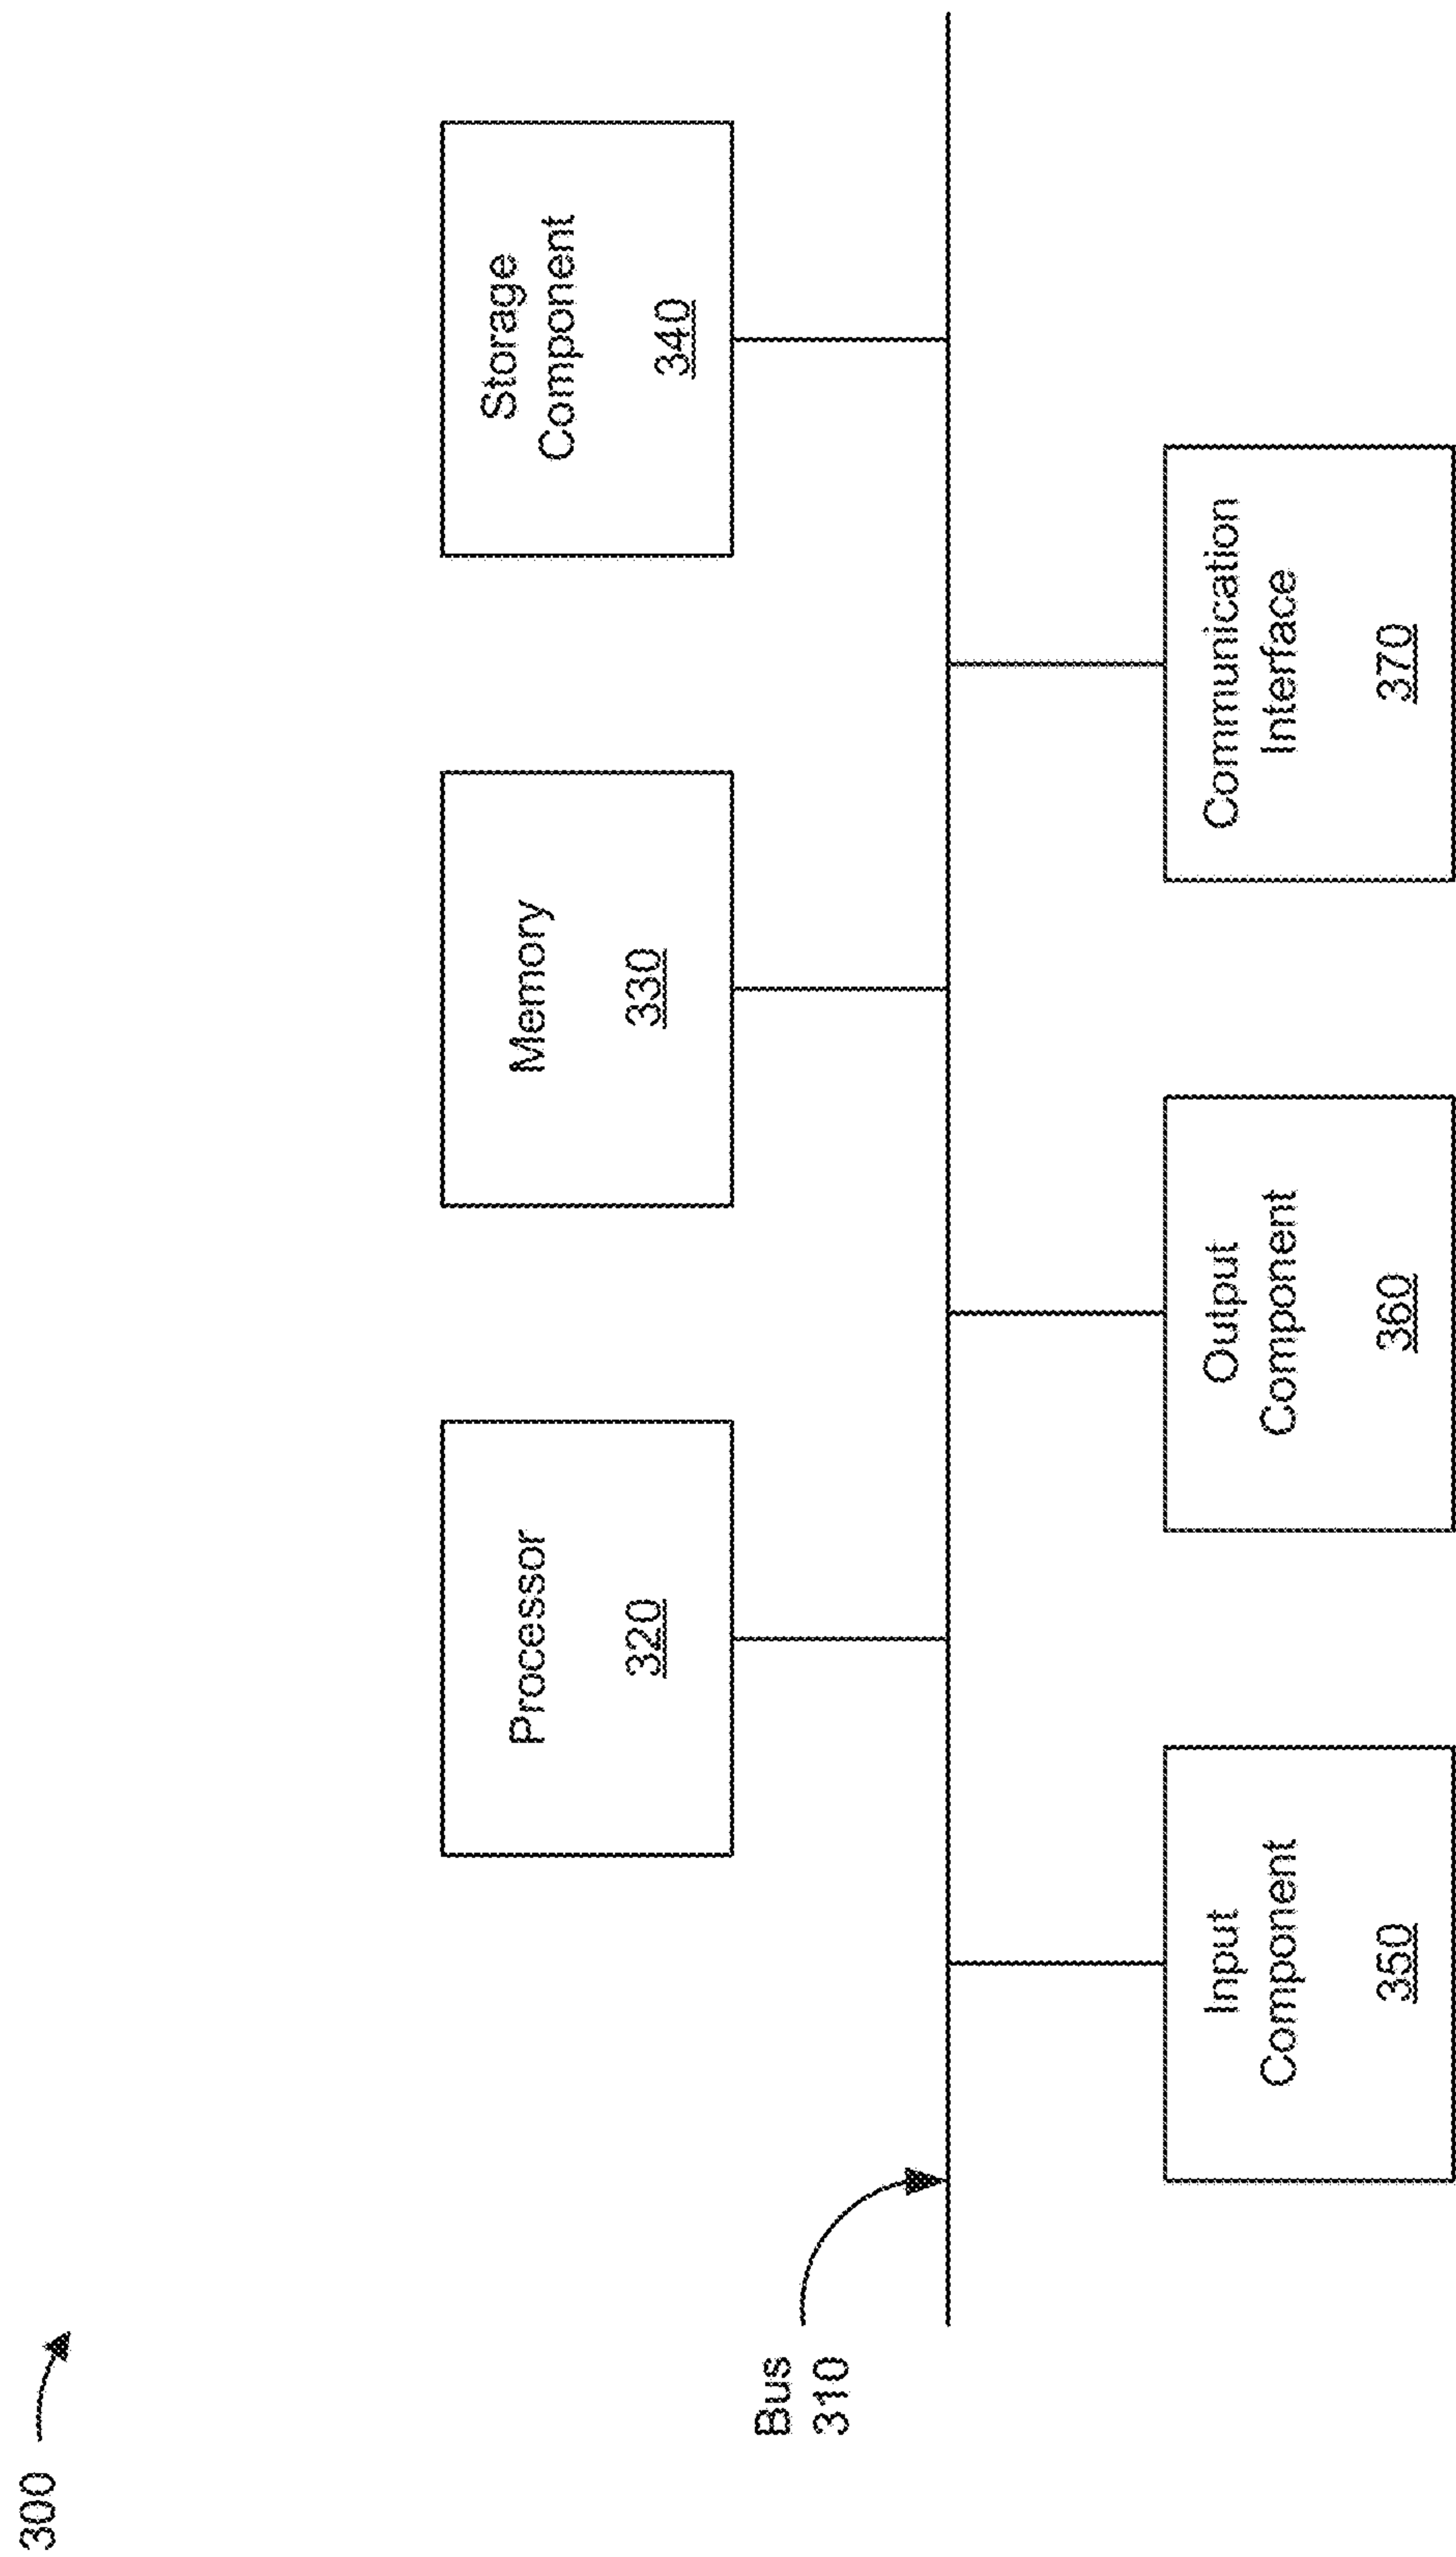 300
Processor
320
Memory
330
Storage
Component
340
Bus
310
Input
Component
350
Output
Component
360
Communication
Interface
370